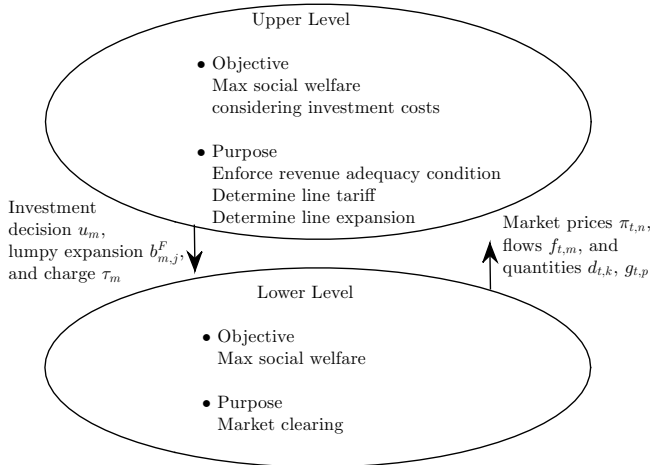 Upper Level
• Objective
Max social welfare
considering investment costs
• Purpose
Enforce revenue adequacy condition
Determine line tariff
Determine line expansion
Investment
decision u_m,
lumpy expansion b^F_{m,j},
and charge τ_m
Market prices π_{t,n},
flows f_{t,m}, and
quantities d_{t,k}, g_{t,p}
Lower Level
• Objective
Max social welfare
• Purpose
Market clearing